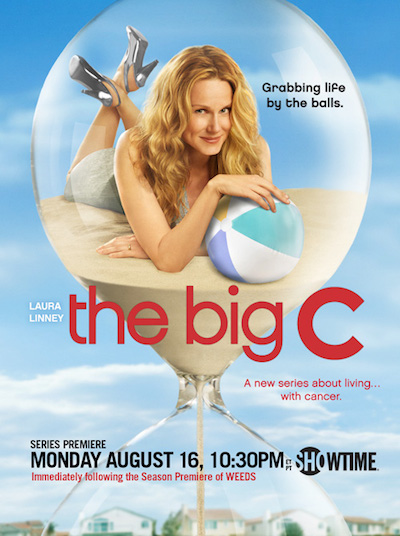 Grabbing life
by the balls.
LAURA
LINNEY
the big C
A new series about living...
with cancer.
SERIES PREMIERE
MONDAY AUGUST 16, 10:30PM ET PT SHOWTIME
Immediately following the Season Premiere of WEEDS